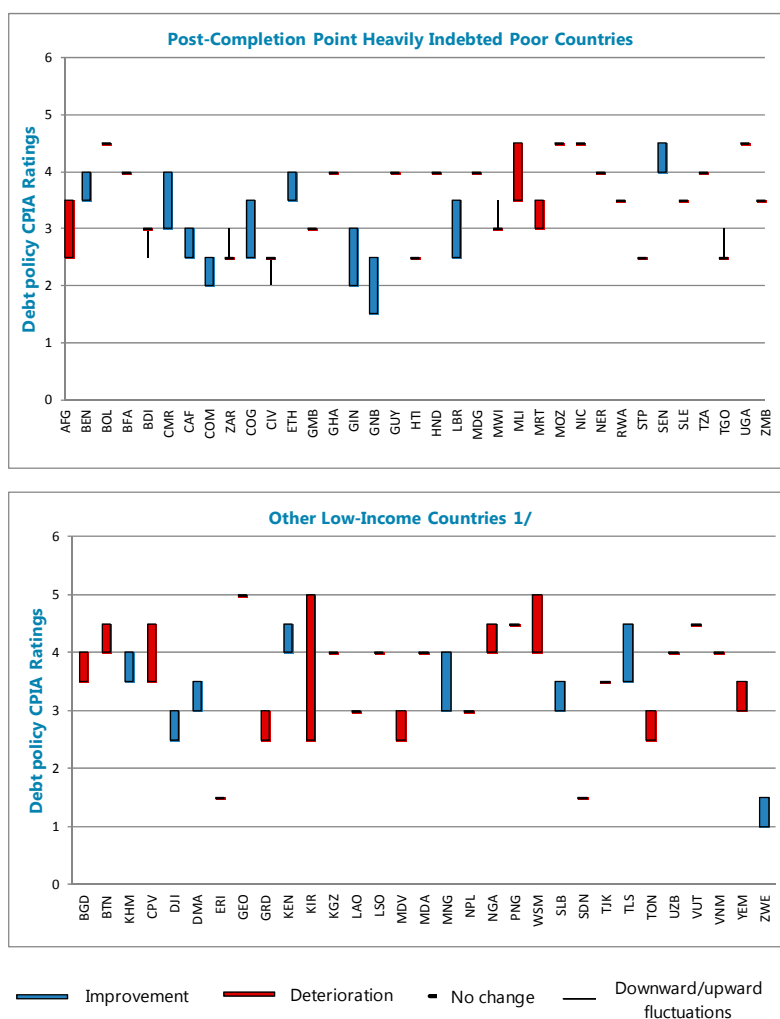 Post-Completion Point Heavily Indebted Poor Countries
Debt policy CPIA Ratings
6
5
4
3
2
1
0
AFG BEN BOL BFA BDI CMR CAF COM ZAR COG CIV ETH GMB GHA GIN GNB GUY HTI HND LBR MDG MWI MLI MRT MOZ NIC NER RWA STP SEN SLE TZA TGO UGA ZMB
Other Low-Income Countries 1/
Debt policy CPIA Ratings
6
5
4
3
2
1
0
BGD BTN KHM CPV DJI DMA ERI GEO GRD KEN KIR KGZ LAO LSO MDV MDA MNG NPL NGA PNG WSM SLB SDN TJK TLS TON UZB VUT VNM YEM ZWE
Improvement
Deterioration
No change
Downward/upward
fluctuations